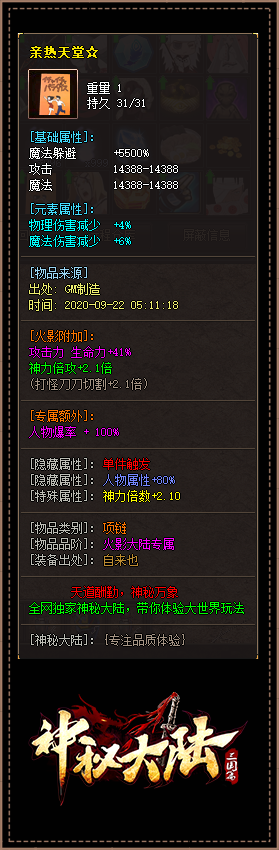 亲热天堂☆
重量 1
持久 31/31
[基础属性]:
魔法躲避 +5500%
攻击 14388-14388
魔法 14388-14388
[元素属性]:
物理伤害减少 +4%
魔法伤害减少 +6%
[物品来源]
出处: GM制造
时间: 2020-09-22 05:11:18
[火影附加]:
攻击力 生命力+41%
神力倍攻+2.1倍
(打怪刀刀切割+2.1倍)
[专属额外]:
人物爆率 + 100%
[隐藏属性]: 单件触发
[隐藏属性]: 人物属性+80%
[特殊属性]: 神力倍数+2.10
[物品类别]: 项链
[物品品阶]: 火影大陆专属
[装备出处]: 自来也
天道酬勤，神秘万象
全网独家神秘大陆，带你体验大世界玩法
[神秘大陆]: {专注品质体验}
神秘大陆
三国篇